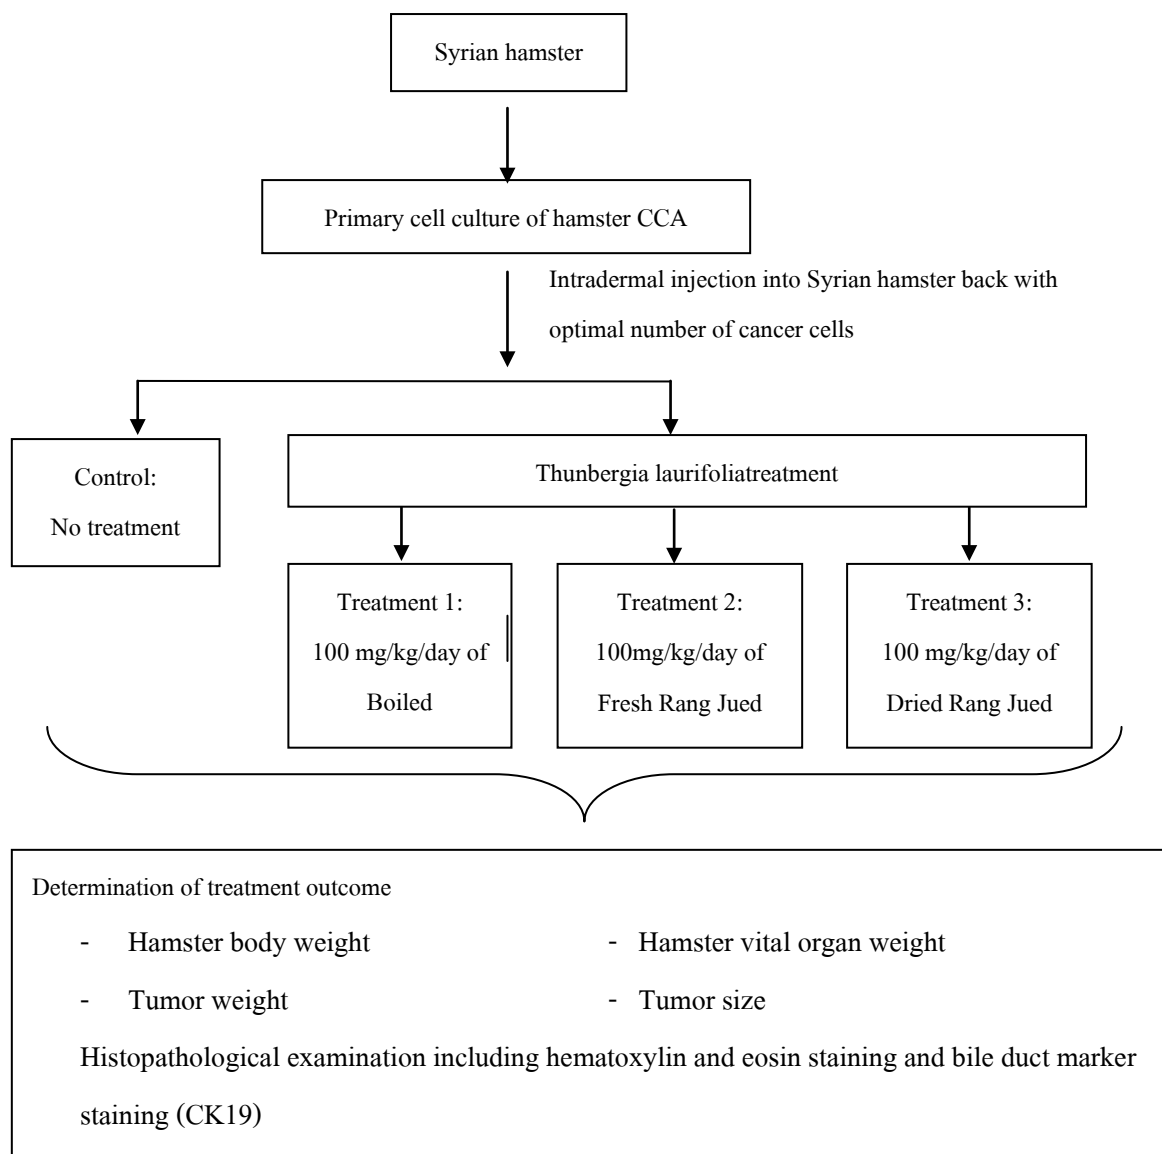 Syrian hamster
Primary cell culture of hamster CCA
Intradermal injection into Syrian hamster back with
optimal number of cancer cells
Control:
No treatment
Thunbergia laurifoliatreatment
Treatment 1:
100 mg/kg/day of
Boiled
Treatment 2:
100mg/kg/day of
Fresh Rang Jued
Treatment 3:
100 mg/kg/day of
Dried Rang Jued
Determination of treatment outcome
- Hamster body weight - Hamster vital organ weight
- Tumor weight - Tumor size
Histopathological examination including hematoxylin and eosin staining and bile duct marker
staining (CK19)